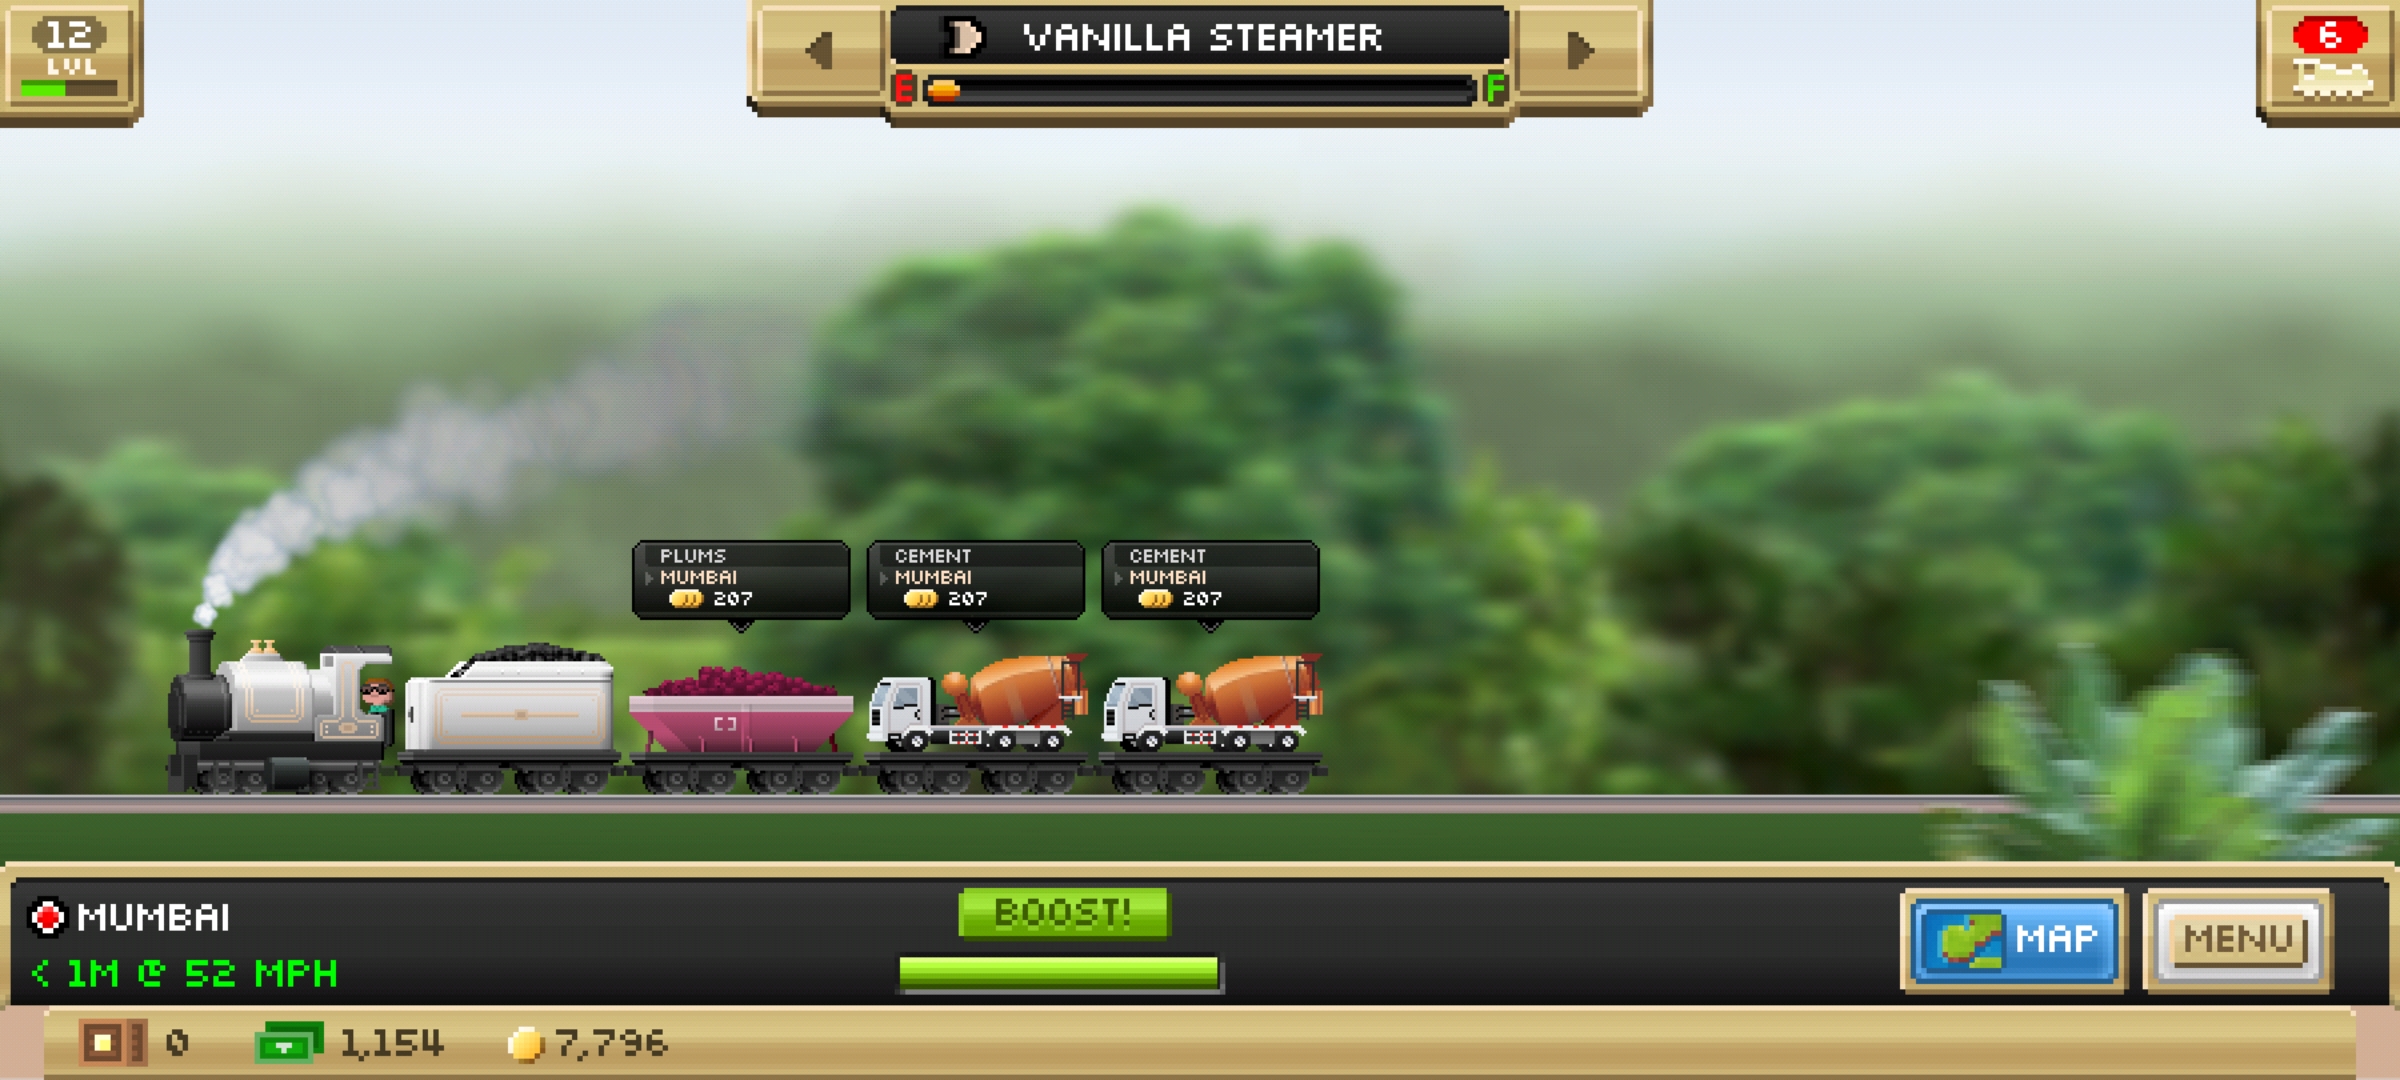 12
LVL
VANILLA STEAMER
E
F
6
PLUMS
MUMBAI
207
CEMENT
MUMBAI
207
CEMENT
MUMBAI
207
MUMBAI
< 1M @ 52 MPH
BOOST!
MAP
MENU
0
1,154
7,796